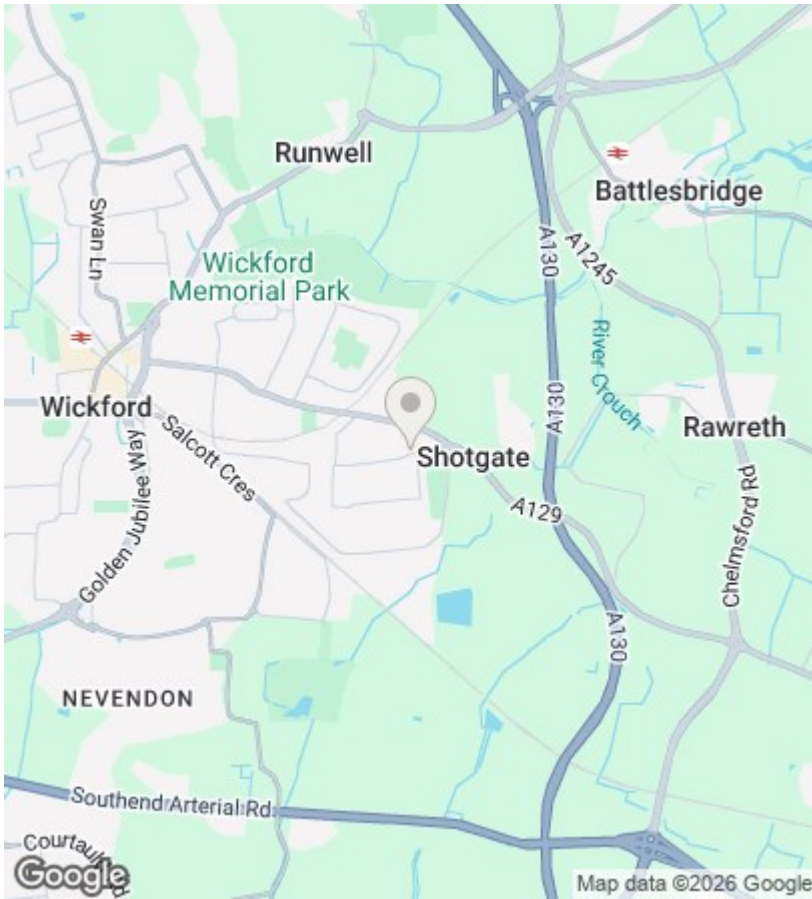 Runwell
Battlesbridge
Swan Ln
Wickford
Memorial Park
A130
A1245
River Crouch
Wickford
Salcott Cres
A130
Rawreth
Shotgate
Golden Jubilee Way
A129
Chelmsford Rd
A130
NEVENDON
Southend Arterial Rd
Google
Map data ©2026 Google